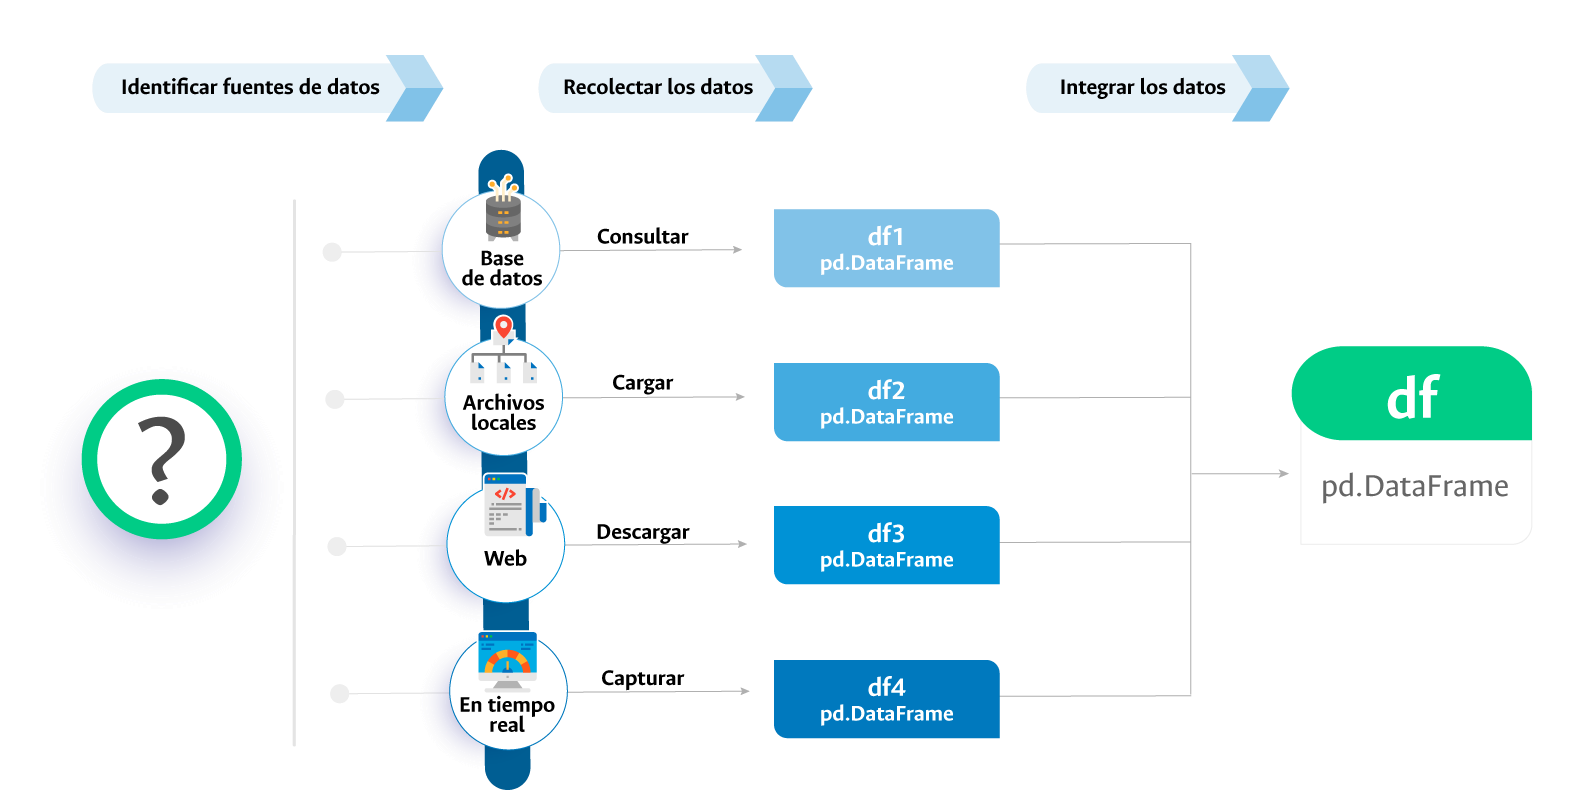 Identificar fuentes de datos
Recolectar los datos
Integrar los datos
?
Base
de datos
Consultar
df1
pd.DataFrame
Archivos
locales
Cargar
df2
pd.DataFrame
</>
Web
Descargar
df3
pd.DataFrame
En tiempo
real
Capturar
df4
pd.DataFrame
df
pd.DataFrame